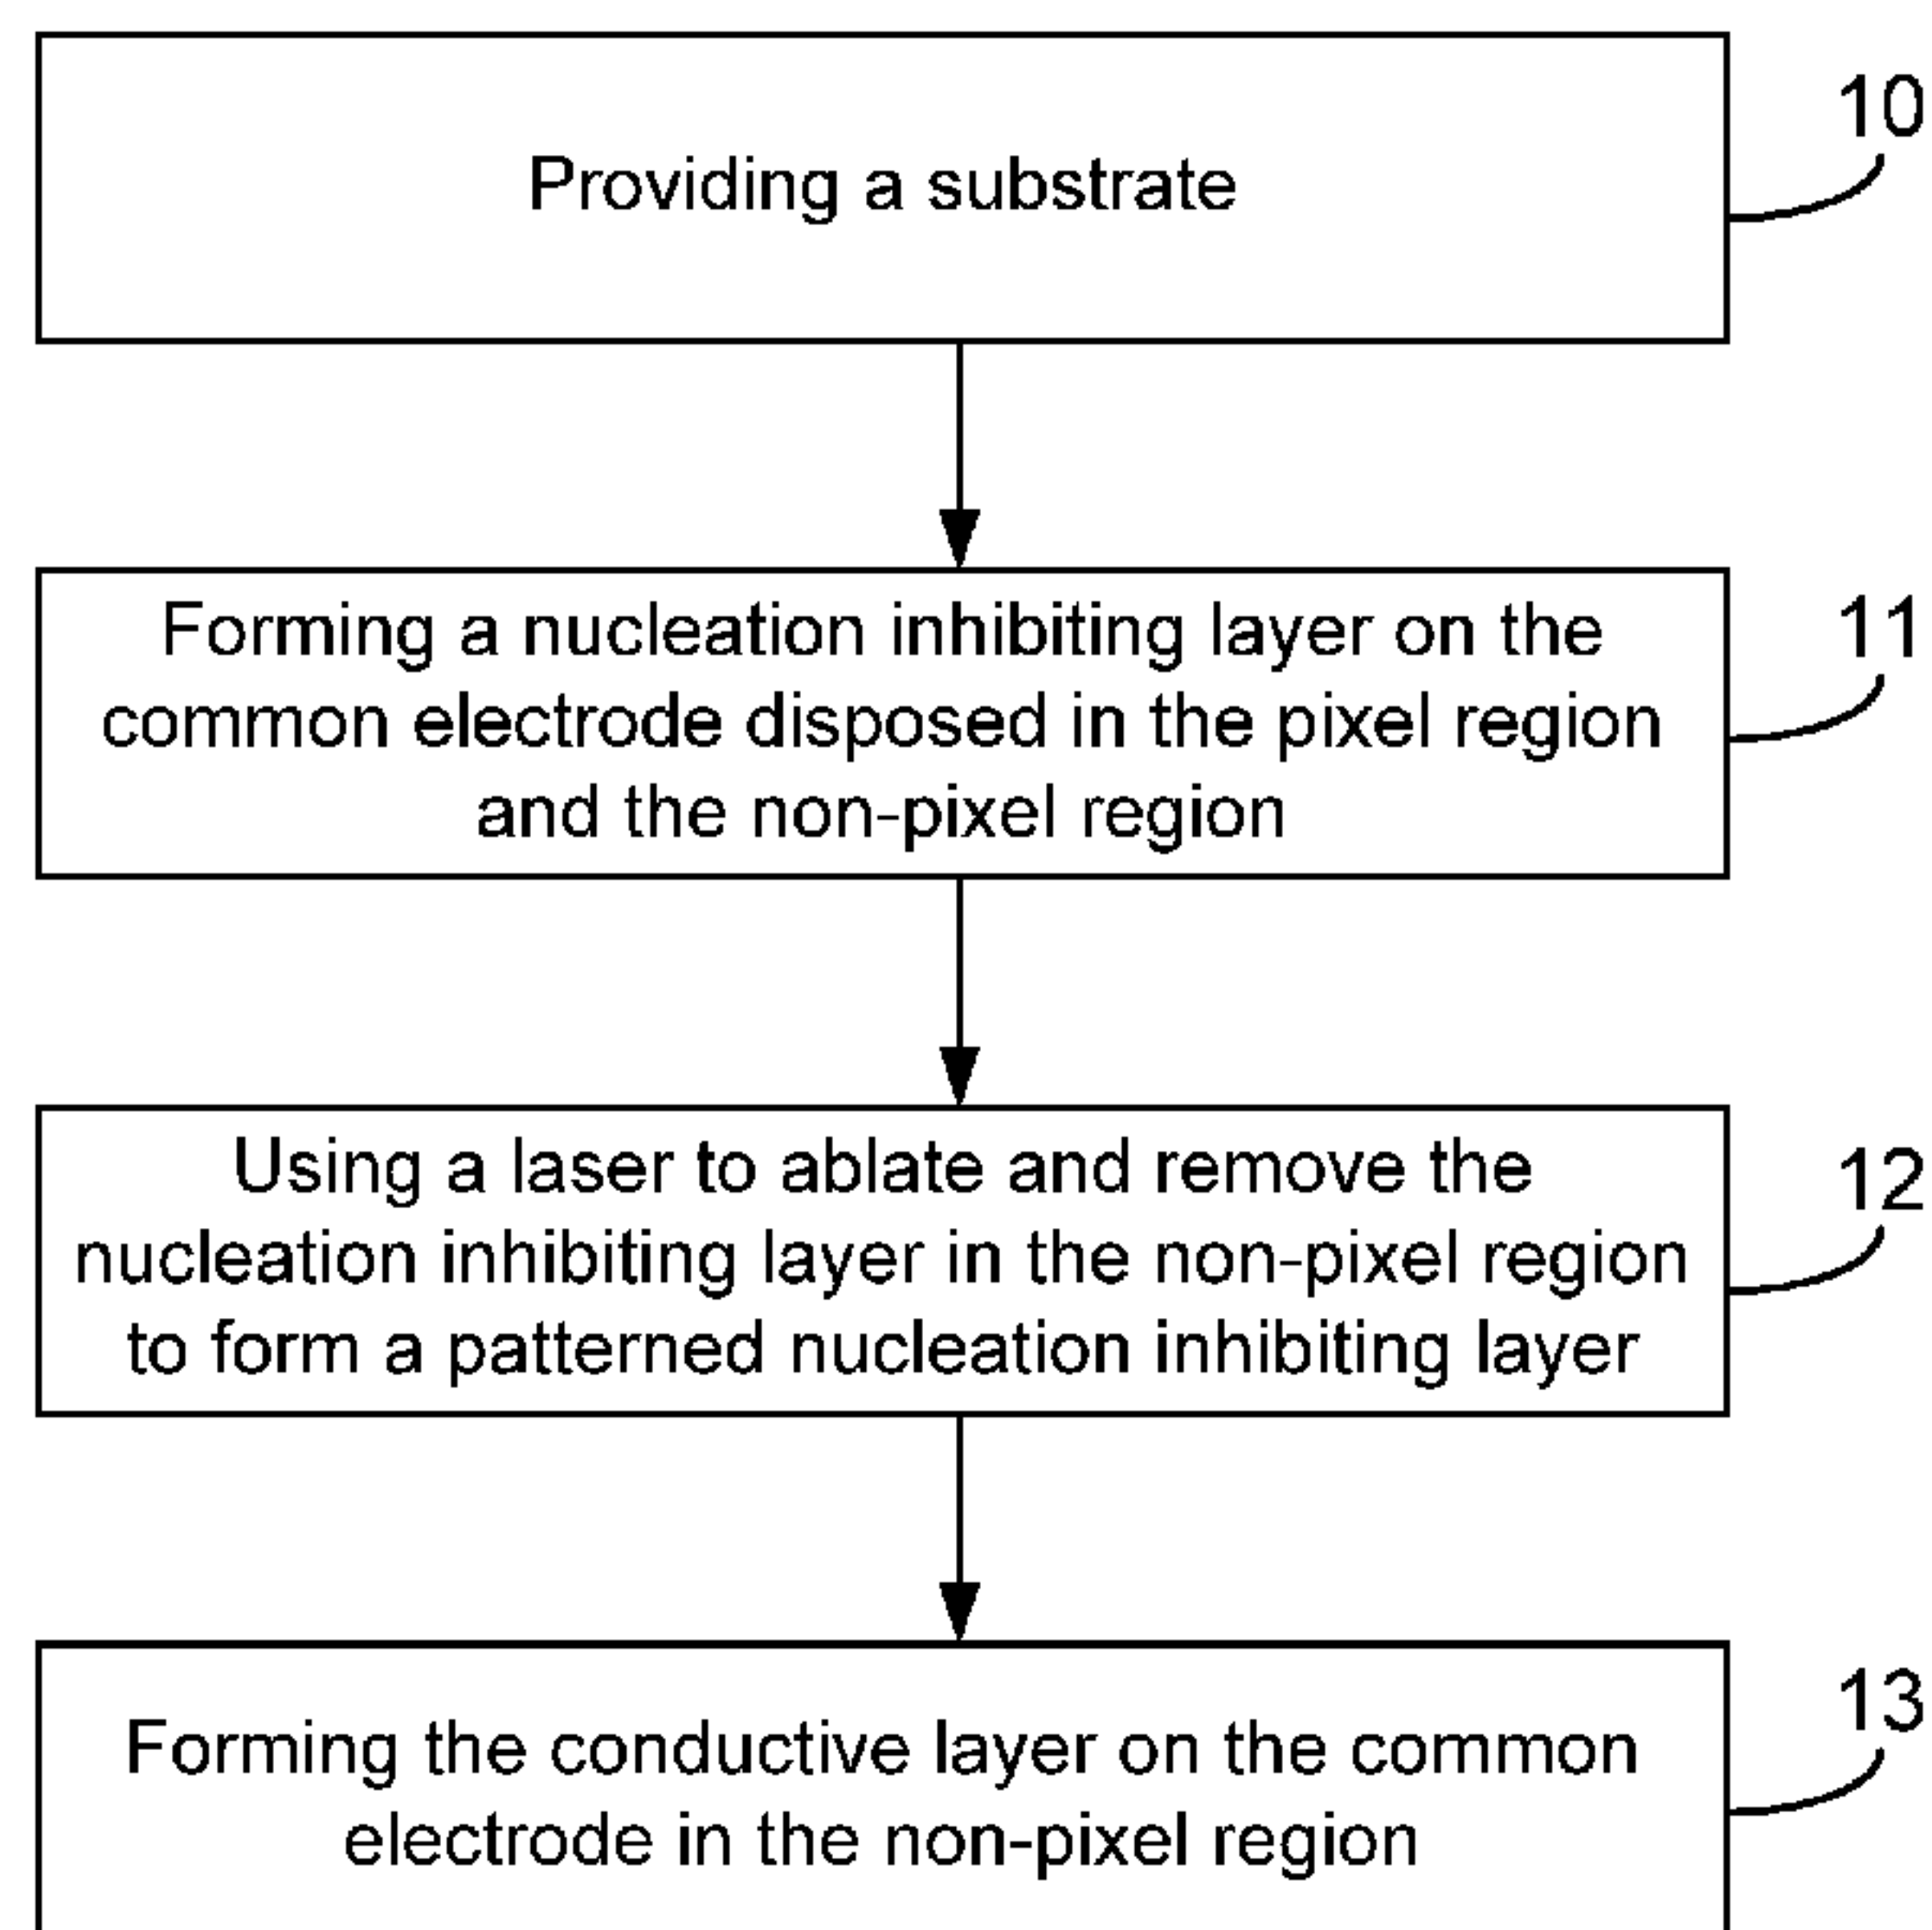 Providing a substrate
10
Forming a nucleation inhibiting layer on the
common electrode disposed in the pixel region
and the non-pixel region
11
Using a laser to ablate and remove the
nucleation inhibiting layer in the non-pixel region
to form a patterned nucleation inhibiting layer
12
Forming the conductive layer on the common
electrode in the non-pixel region
13